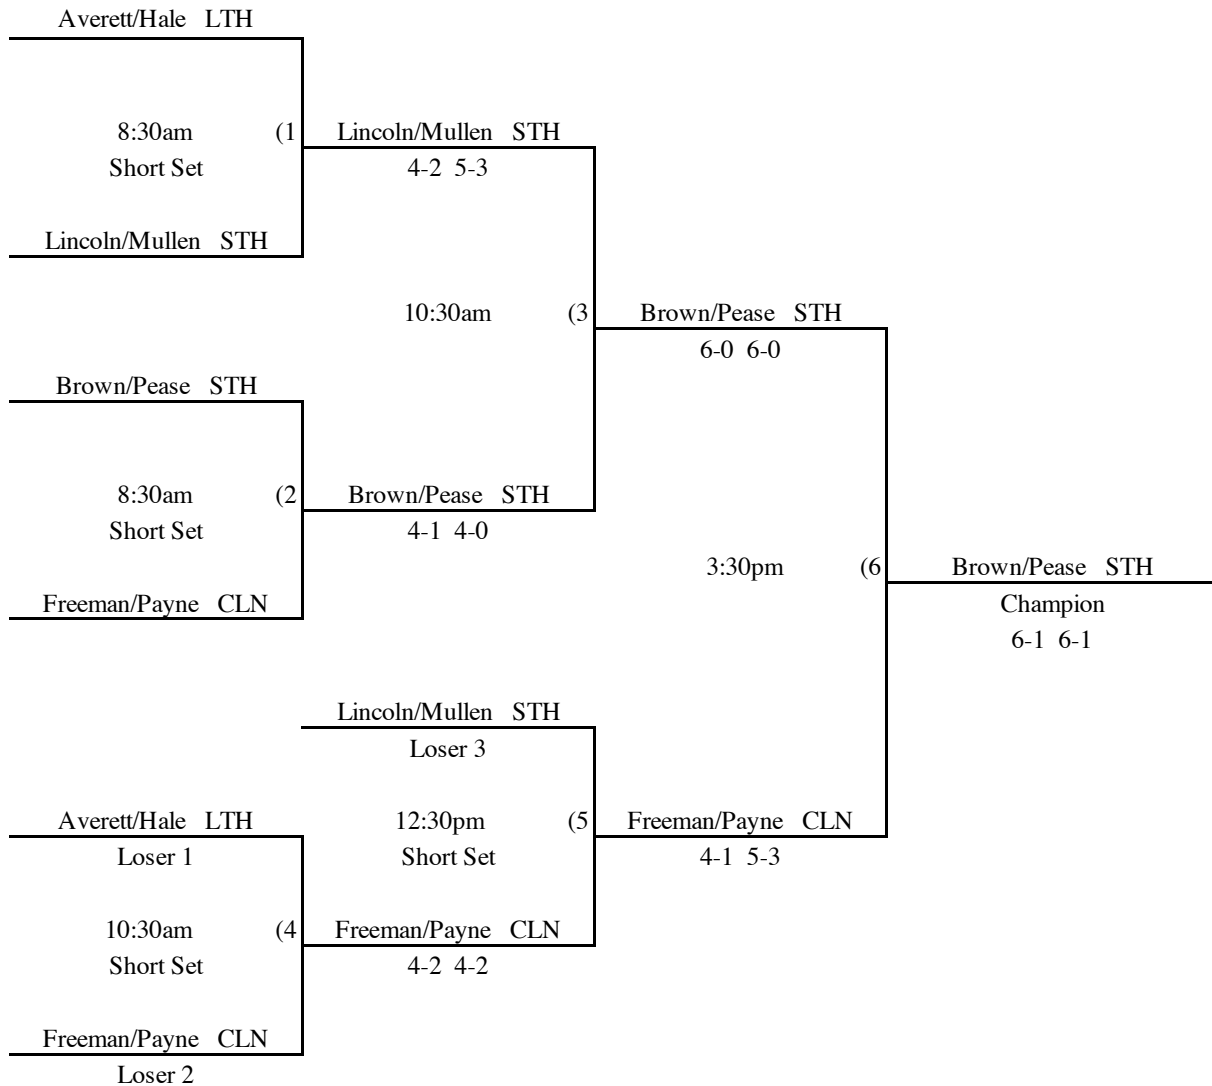 Averett/Hale LTH
8:30am (1 Lincoln/Mullen STH
Short Set 4-2 5-3
Lincoln/Mullen STH
10:30am (3 Brown/Pease STH
6-0 6-0
Brown/Pease STH
8:30am (2 Brown/Pease STH
Short Set 4-1 4-0
3:30pm (6 Brown/Pease STH
Freeman/Payne CLN Champion
6-1 6-1
Lincoln/Mullen STH
Loser 3
Averett/Hale LTH 12:30pm (5 Freeman/Payne CLN
Loser 1 Short Set 4-1 5-3
10:30am (4 Freeman/Payne CLN
Short Set 4-2 4-2
Freeman/Payne CLN
Loser 2